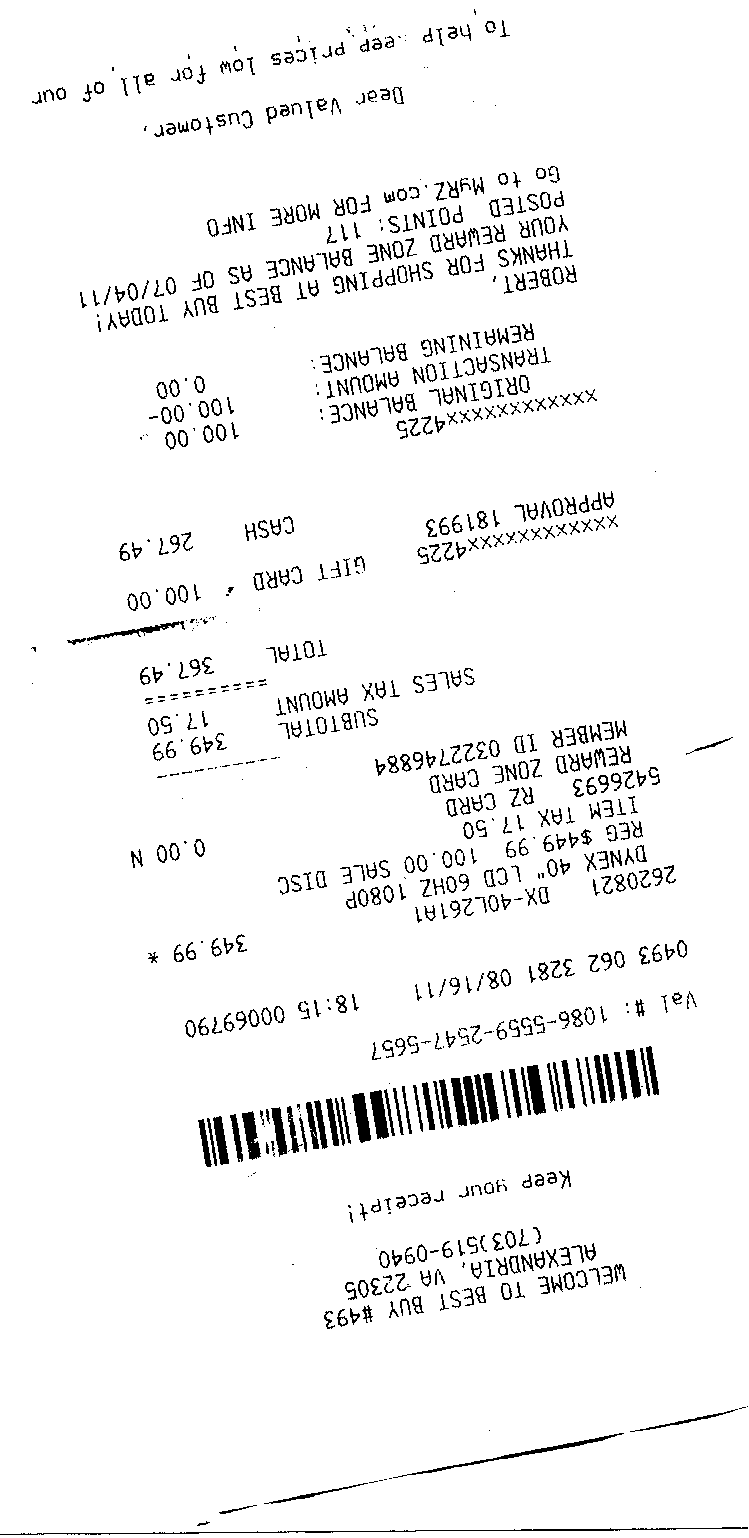 WELCOME TO BEST BUY #493
ALEXANDRIA, VA 22305
(703)519-0940
Keep your receipt!
Val #: 1086-5559-2547-5657
0493 062 3281 08/16/11 18:15 00069790
2620821 DX-40L261A1 349.99 *
DYNEX 40" LCD 60HZ 1080P
REG $449.99 100.00 SALE DISC
ITEM TAX 17.50
5426693 RZ CARD 0.00 N
REWARD ZONE CARD
MEMBER ID 0322746884
SUBTOTAL 349.99
SALES TAX AMOUNT 17.50
==========
TOTAL 367.49
xxxxxxxxxxxx4225 GIFT CARD 100.00
APPROVAL 181993
CASH 267.49
xxxxxxxxxxxx4225
ORIGINAL BALANCE: 100.00
TRANSACTION AMOUNT: 100.00-
REMAINING BALANCE: 0.00
ROBERT,
THANKS FOR SHOPPING AT BEST BUY TODAY!
YOUR REWARD ZONE BALANCE AS OF 07/04/11
POSTED POINTS: 117
Go to MyRZ.com FOR MORE INFO
Dear Valued Customer,
To help prices low for all of our